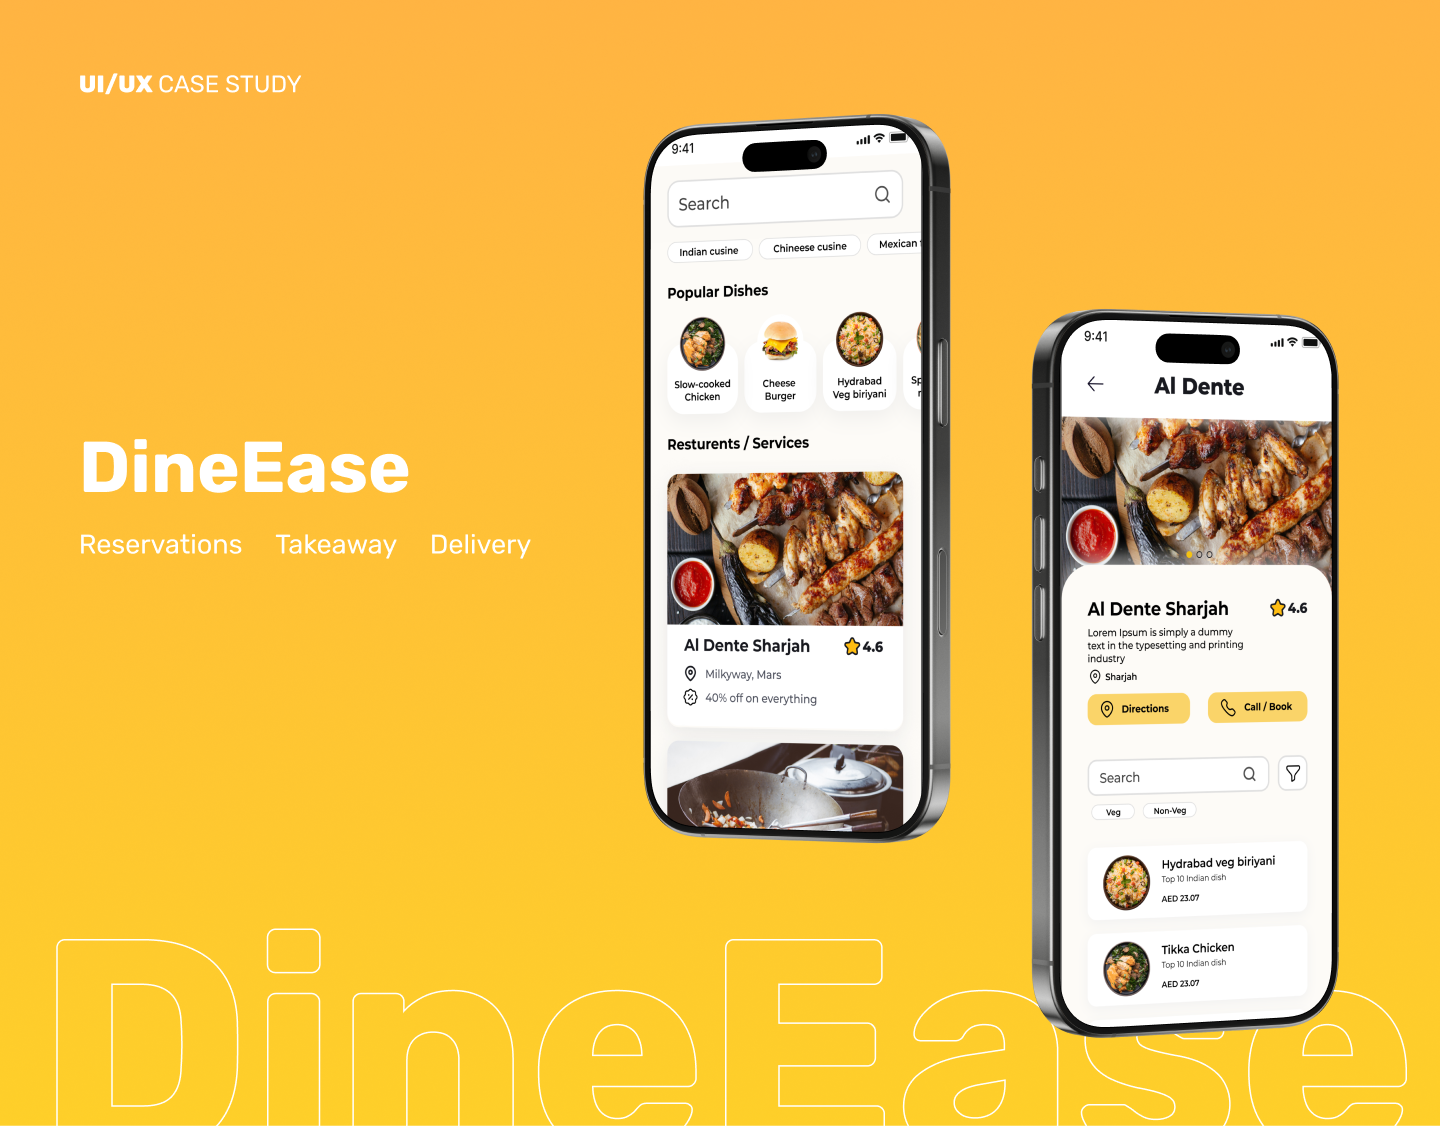 UI/UX CASE STUDY
DineEase
Reservations Takeaway Delivery
9:41
Search
Indian cusine Chineese cusine Mexican
Popular Dishes
Slow-cooked
Chicken
Cheese
Burger
Hydrabad
Veg biriyani
Sp
Resturents / Services
Al Dente Sharjah 4.6
Milkyway, Mars
40% off on everything
9:41
Al Dente
Al Dente Sharjah 4.6
Lorem Ipsum is simply a dummy
text in the typesetting and printing
industry
Sharjah
Directions Call / Book
Search
Veg Non-Veg
Hydrabad veg biriyani
Top 10 Indian dish
AED 23.07
Tikka Chicken
Top 10 Indian dish
AED 23.07
DineEase